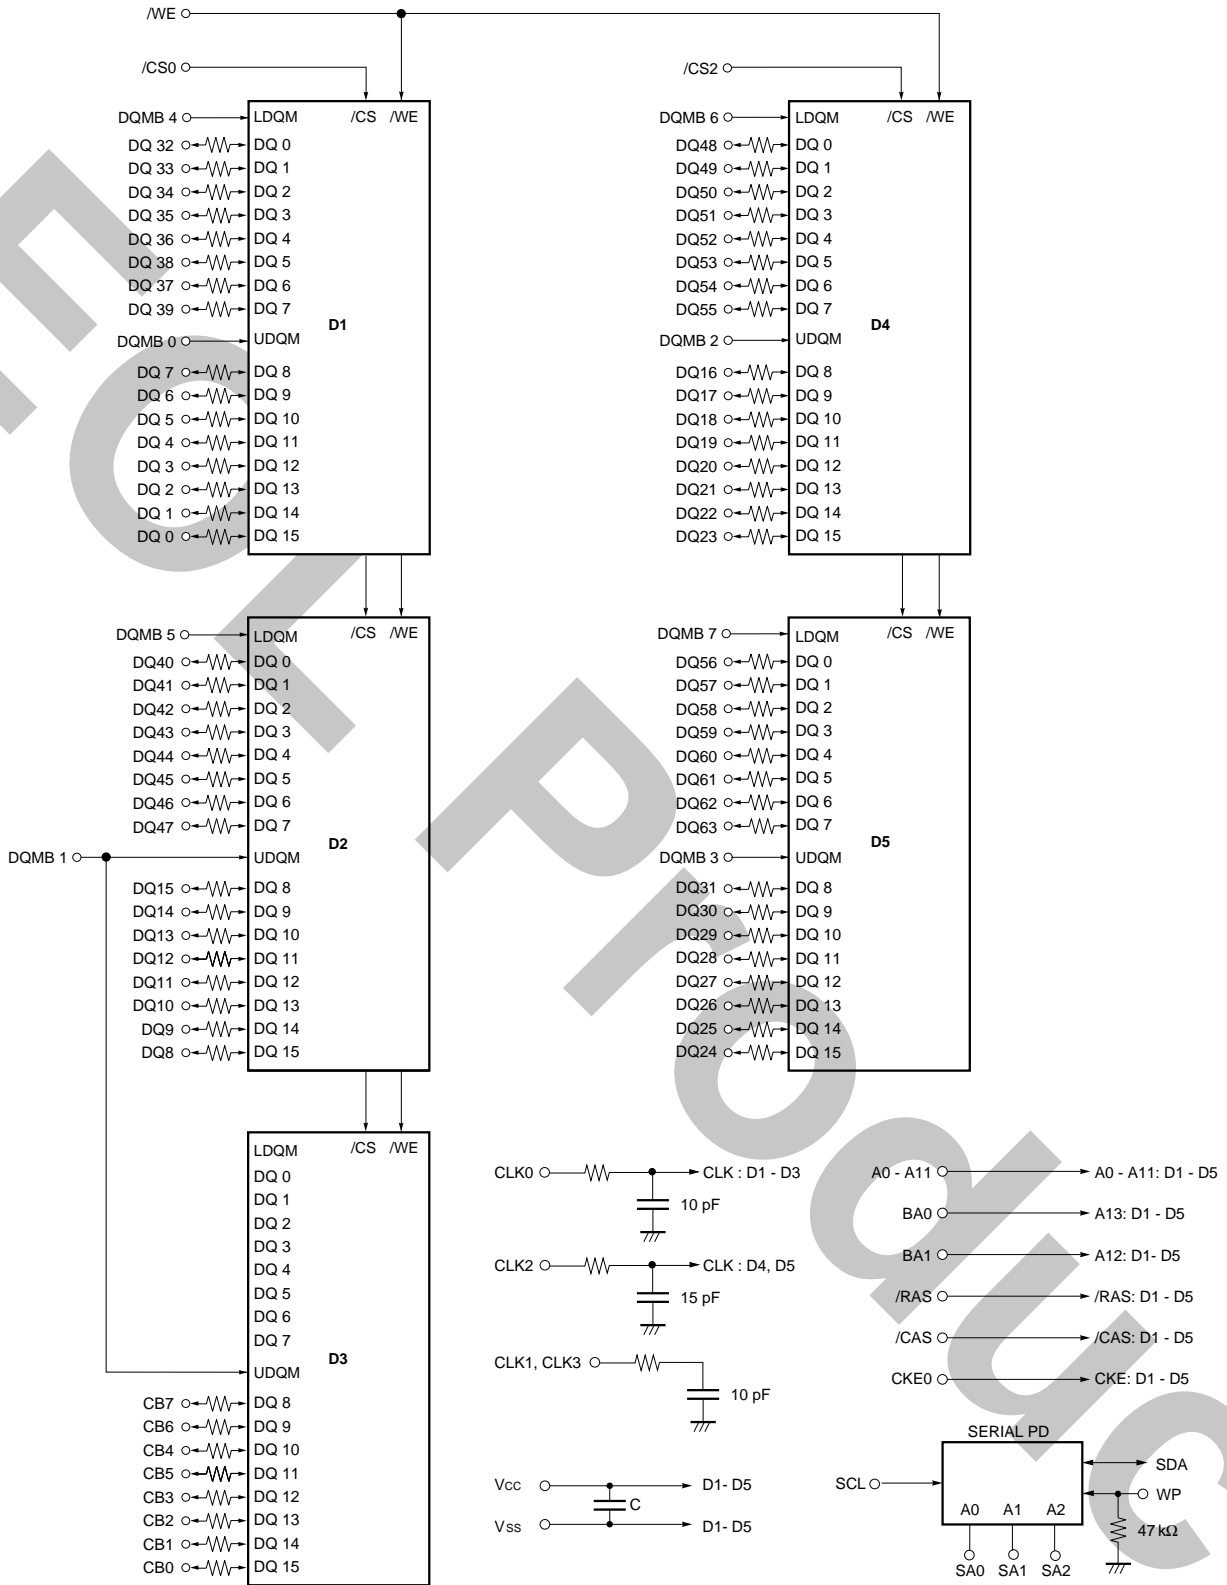 /WE
/CS0
/CS2
DQMB 4
LDQM
/CS
/WE
DQ 32
DQ 0
DQ 33
DQ 1
DQ 34
DQ 2
DQ 35
DQ 3
DQ 36
DQ 4
DQ 38
DQ 5
DQ 37
DQ 6
DQ 39
DQ 7
D1
DQMB 0
UDQM
DQ 7
DQ 8
DQ 6
DQ 9
DQ 5
DQ 10
DQ 4
DQ 11
DQ 3
DQ 12
DQ 2
DQ 13
DQ 1
DQ 14
DQ 0
DQ 15
DQMB 6
LDQM
/CS
/WE
DQ48
DQ 0
DQ49
DQ 1
DQ50
DQ 2
DQ51
DQ 3
DQ52
DQ 4
DQ53
DQ 5
DQ54
DQ 6
DQ55
DQ 7
D4
DQMB 2
UDQM
DQ16
DQ 8
DQ17
DQ 9
DQ18
DQ 10
DQ19
DQ 11
DQ20
DQ 12
DQ21
DQ 13
DQ22
DQ 14
DQ23
DQ 15
DQMB 5
LDQM
/CS
/WE
DQ40
DQ 0
DQ41
DQ 1
DQ42
DQ 2
DQ43
DQ 3
DQ44
DQ 4
DQ45
DQ 5
DQ46
DQ 6
DQ47
DQ 7
D2
DQMB 1
UDQM
DQ15
DQ 8
DQ14
DQ 9
DQ13
DQ 10
DQ12
DQ 11
DQ11
DQ 12
DQ10
DQ 13
DQ9
DQ 14
DQ8
DQ 15
DQMB 7
LDQM
/CS
/WE
DQ56
DQ 0
DQ57
DQ 1
DQ58
DQ 2
DQ59
DQ 3
DQ60
DQ 4
DQ61
DQ 5
DQ62
DQ 6
DQ63
DQ 7
D5
DQMB 3
UDQM
DQ31
DQ 8
DQ30
DQ 9
DQ29
DQ 10
DQ28
DQ 11
DQ27
DQ 12
DQ26
DQ 13
DQ25
DQ 14
DQ24
DQ 15
LDQM
/CS
/WE
DQ 0
DQ 1
DQ 2
DQ 3
DQ 4
DQ 5
DQ 6
DQ 7
D3
UDQM
CB7
DQ 8
CB6
DQ 9
CB4
DQ 10
CB5
DQ 11
CB3
DQ 12
CB2
DQ 13
CB1
DQ 14
CB0
DQ 15
CLK0
CLK : D1 - D3
10 pF
CLK2
CLK : D4, D5
15 pF
CLK1, CLK3
10 pF
Vcc
D1- D5
C
Vss
D1- D5
A0 - A11
A0 - A11: D1 - D5
BA0
A13: D1 - D5
BA1
A12: D1- D5
/RAS
/RAS: D1 - D5
/CAS
/CAS: D1 - D5
CKE0
CKE: D1 - D5
SERIAL PD
SCL
SDA
WP
A0
A1
A2
47 kΩ
SA0
SA1
SA2